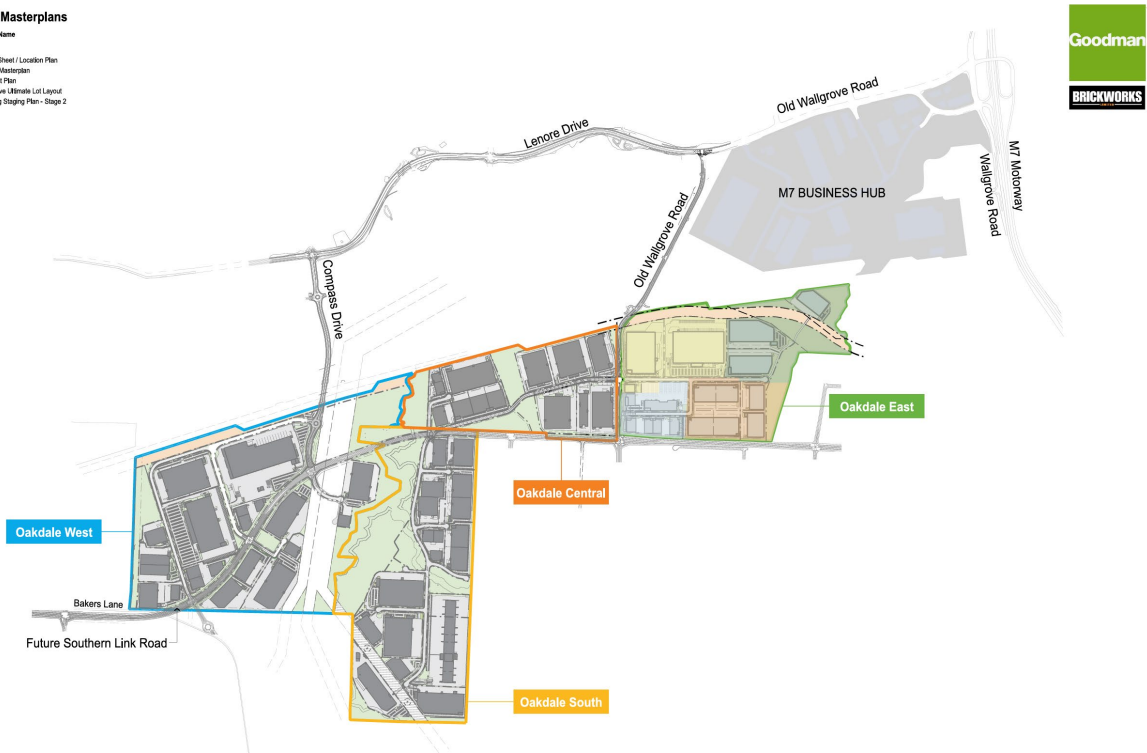 Masterplans
Name
Sheet / Location Plan
Masterplan
t Plan
ve Ultimate Lot Layout
g Staging Plan - Stage 2
Goodman
BRICKWORKS
Old Wallgrove Road
Lenore Drive
M7 Motorway
Wallgrove Road
M7 BUSINESS HUB
Old Wallgrove Road
Compass Drive
Oakdale East
Oakdale Central
Oakdale West
Bakers Lane
Future Southern Link Road
Oakdale South